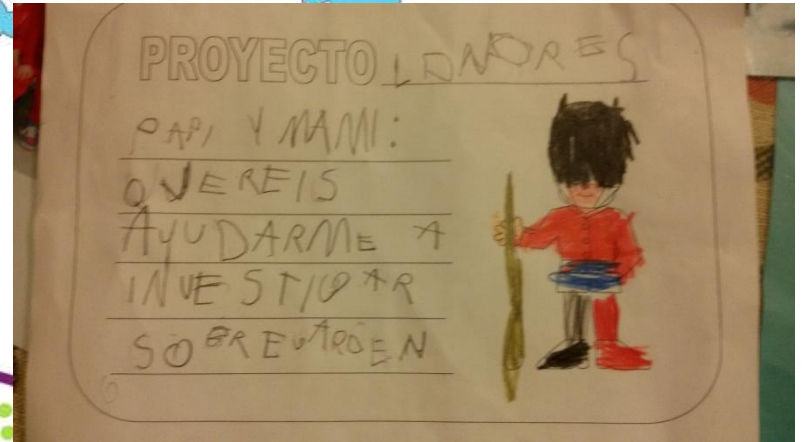 PROYECTO LONDRES
PAPI Y MAMI:
QUEREIS
AYUDARME A
INVESTIGAR
SOBRE